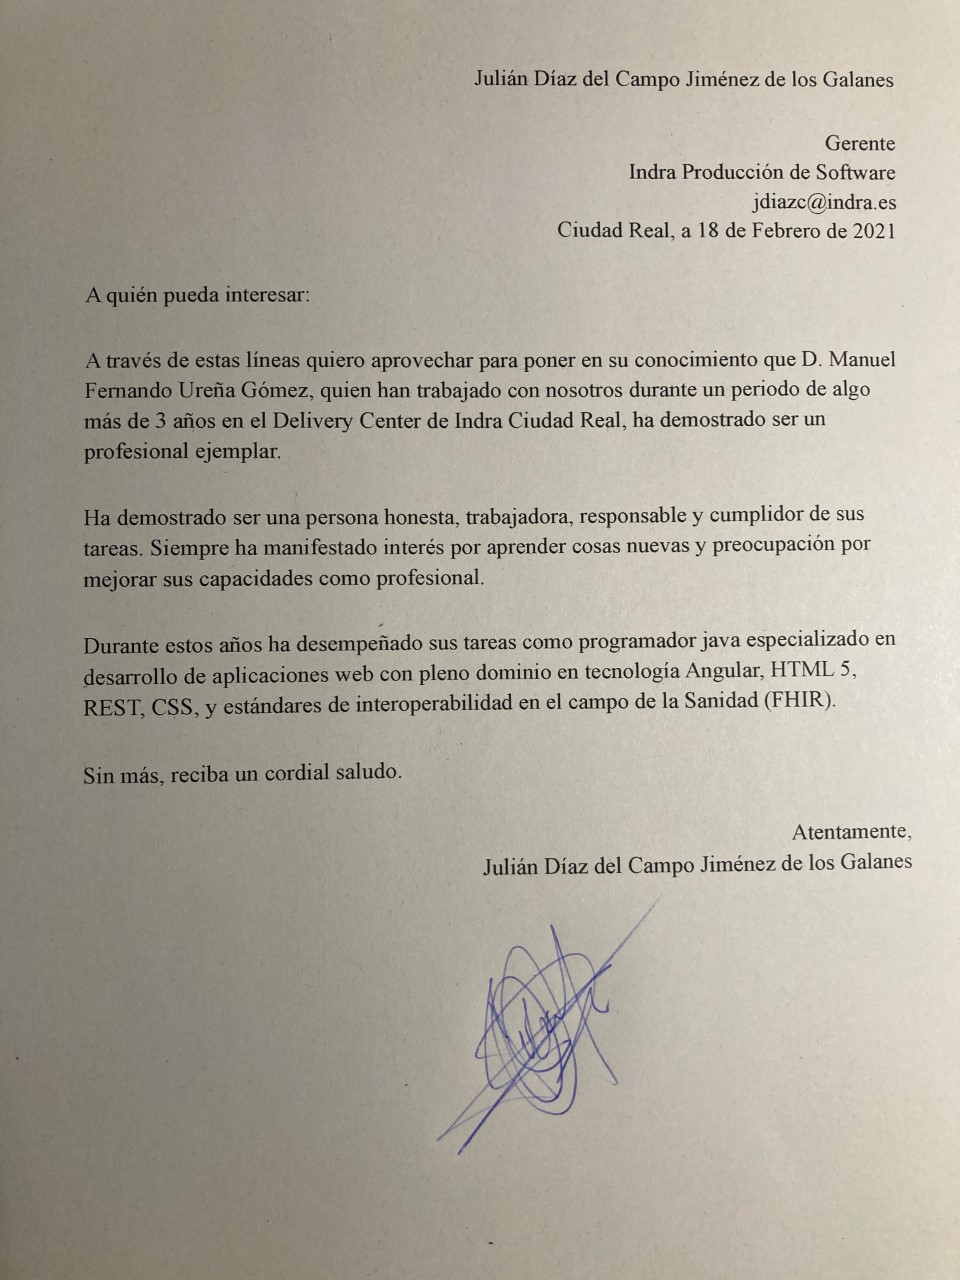 Julián Díaz del Campo Jiménez de los Galanes
Gerente
Indra Producción de Software
jdiazc@indra.es
Ciudad Real, a 18 de Febrero de 2021
A quién pueda interesar:
A través de estas líneas quiero aprovechar para poner en su conocimiento que D. Manuel
Fernando Ureña Gómez, quien han trabajado con nosotros durante un periodo de algo
más de 3 años en el Delivery Center de Indra Ciudad Real, ha demostrado ser un
profesional ejemplar.
Ha demostrado ser una persona honesta, trabajadora, responsable y cumplidor de sus
tareas. Siempre ha manifestado interés por aprender cosas nuevas y preocupación por
mejorar sus capacidades como profesional.
Durante estos años ha desempeñado sus tareas como programador java especializado en
desarrollo de aplicaciones web con pleno dominio en tecnología Angular, HTML 5,
REST, CSS, y estándares de interoperabilidad en el campo de la Sanidad (FHIR).
Sin más, reciba un cordial saludo.
Atentamente,
Julián Díaz del Campo Jiménez de los Galanes